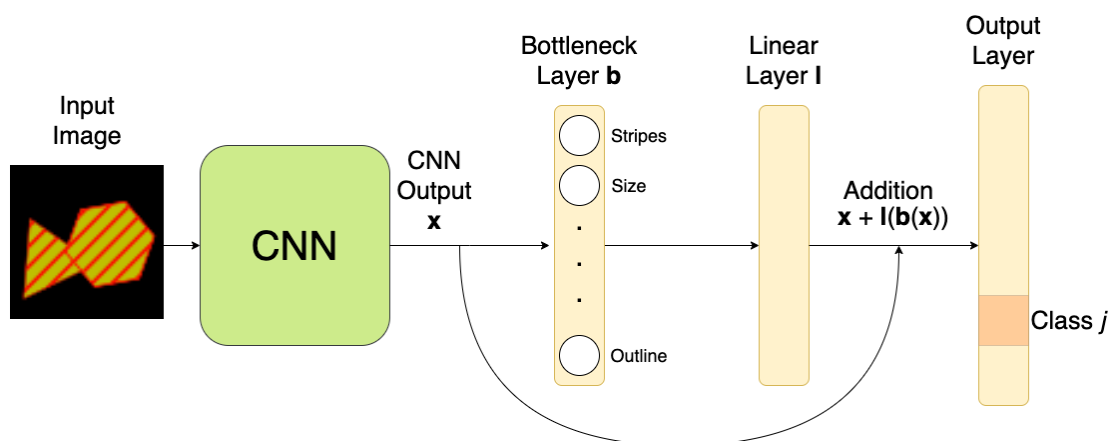 Input
Image
CNN
CNN
Output
x
Bottleneck
Layer b
Stripes
Size
.
.
.
Outline
Linear
Layer l
Addition
x + l(b(x))
Output
Layer
Class j